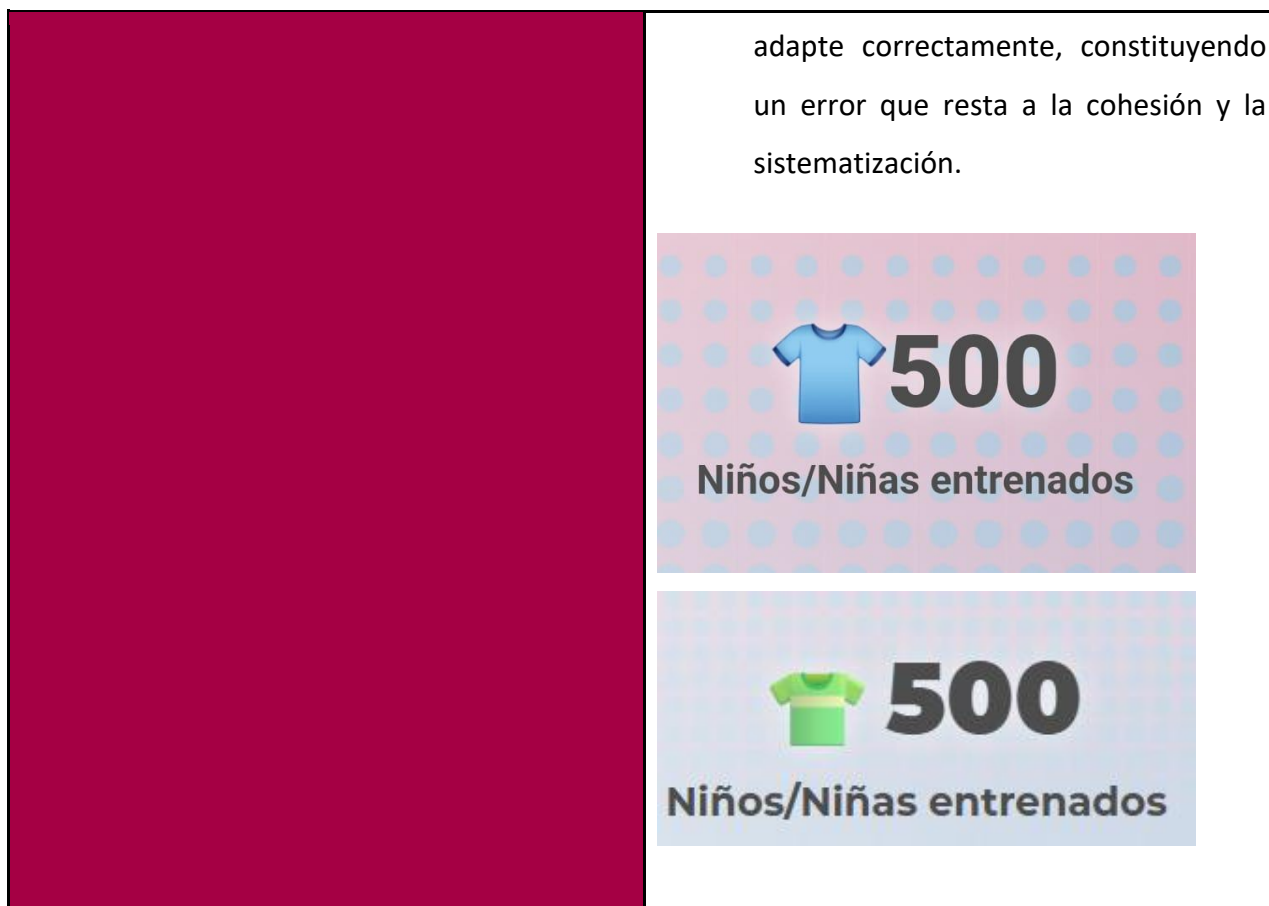 adapte correctamente, constituyendo
un error que resta a la cohesión y la
sistematización.
500
Niños/Niñas entrenados
500
Niños/Niñas entrenados